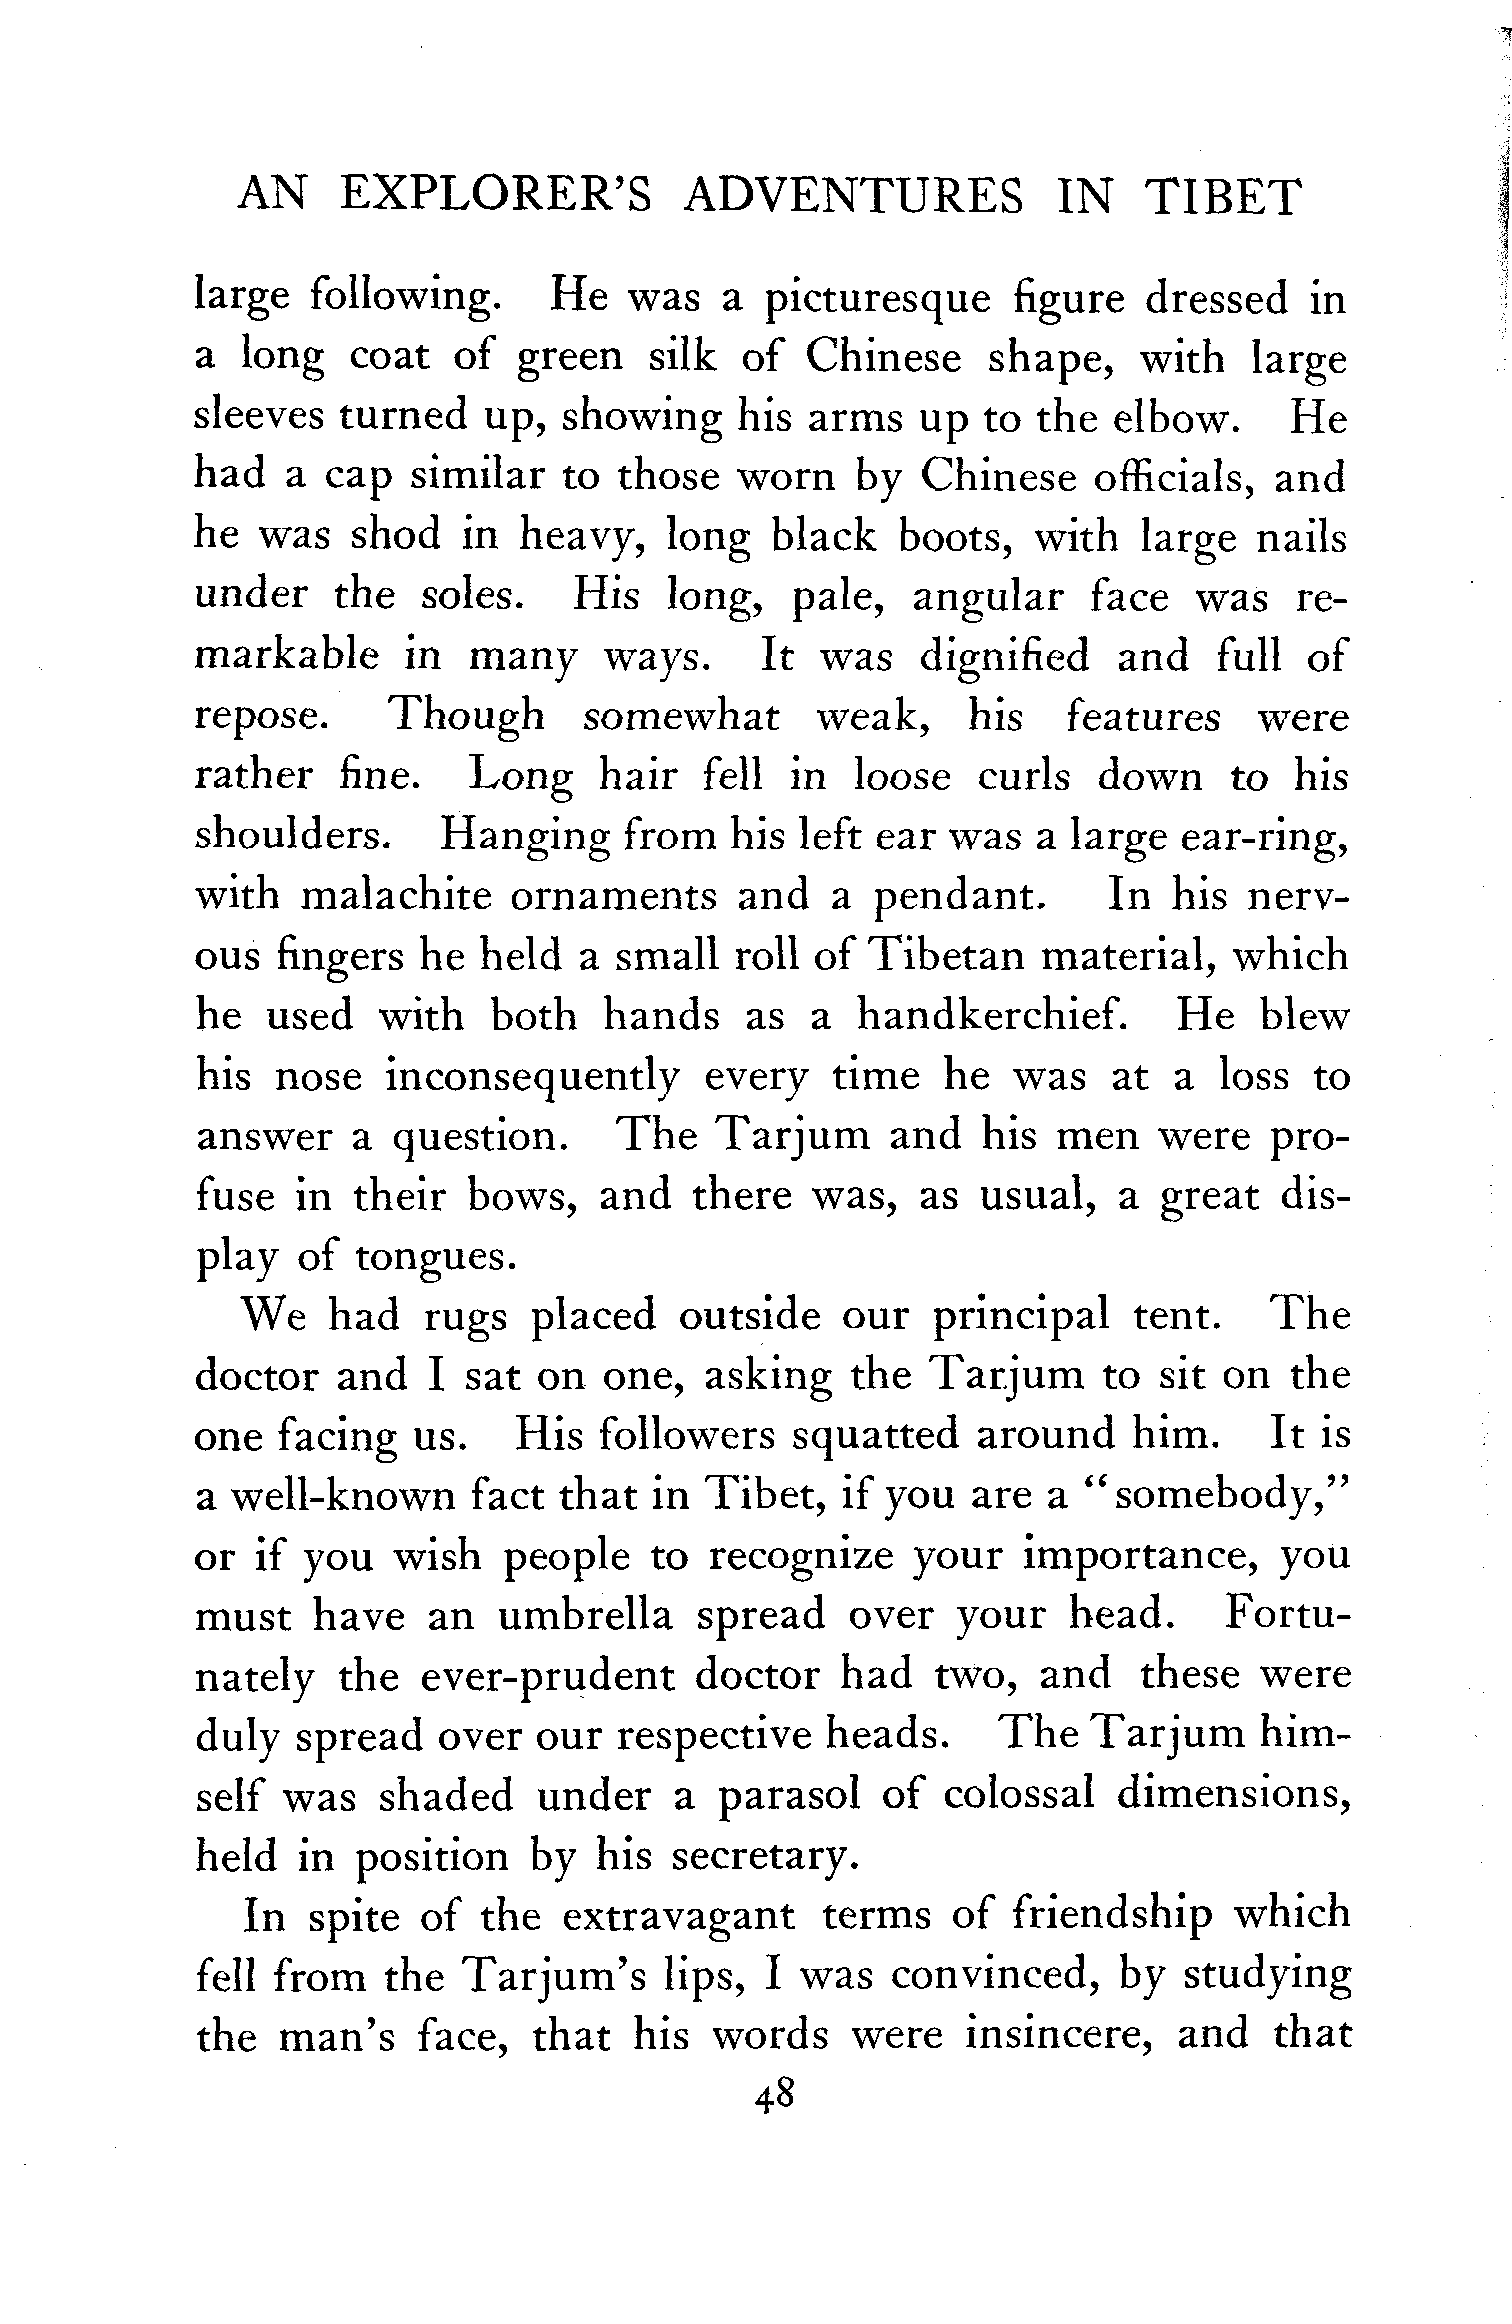 AN EXPLORER'S ADVENTURES IN TIBET
large following. He was a picturesque figure dressed in
a long coat of green silk of Chinese shape, with large
sleeves turned up, showing his arms up to the elbow. He
had a cap similar to those worn by Chinese officials, and
he was shod in heavy, long black boots, with large nails
under the soles. His long, pale, angular face was re-
markable in many ways. It was dignified and full of
repose. Though somewhat weak, his features were
rather fine. Long hair fell in loose curls down to his
shoulders. Hanging from his left ear was a large ear-ring,
with malachite ornaments and a pendant. In his nerv-
ous fingers he held a small roll of Tibetan material, which
he used with both hands as a handkerchief. He blew
his nose inconsequently every time he was at a loss to
answer a question. The Tarjum and his men were pro-
fuse in their bows, and there was, as usual, a great dis-
play of tongues.
We had rugs placed outside our principal tent. The
doctor and I sat on one, asking the Tarjum to sit on the
one facing us. His followers squatted around him. It is
a well-known fact that in Tibet, if you are a "somebody,"
or if you wish people to recognize your importance, you
must have an umbrella spread over your head. Fortu-
nately the ever-prudent doctor had two, and these were
duly spread over our respective heads. The Tarjum him-
self was shaded under a parasol of colossal dimensions,
held in position by his secretary.
In spite of the extravagant terms of friendship which
fell from the Tarjum's lips, I was convinced, by studying
the man's face, that his words were insincere, and that
48